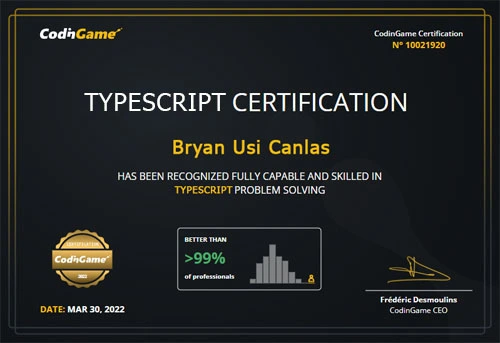 CodinGame
CodinGame Certification
N° 10021920
TYPESCRIPT CERTIFICATION
Bryan Usi Canlas
HAS BEEN RECOGNIZED FULLY CAPABLE AND SKILLED IN
TYPESCRIPT PROBLEM SOLVING
CERTIFICATION
CodinGame
2022
BETTER THAN
>99%
of professionals
DATE: MAR 30, 2022
Frédéric Desmoulins
CodinGame CEO